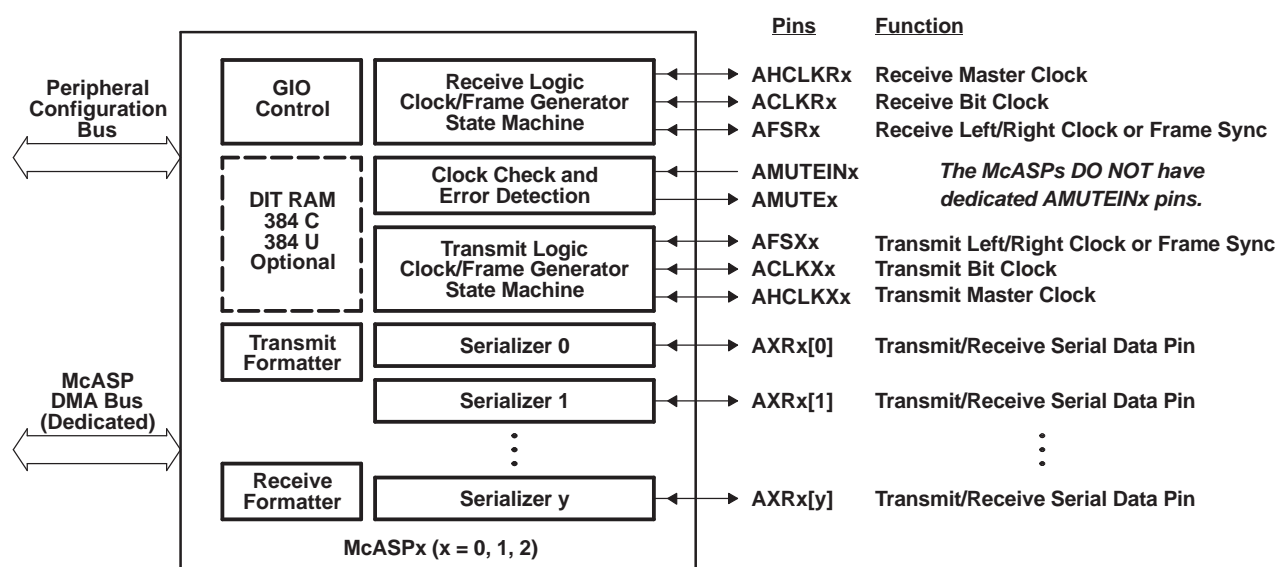 Pins Function
Peripheral
Configuration
Bus
GIO
Control
Receive Logic
Clock/Frame Generator
State Machine
AHCLKRx Receive Master Clock
ACLKRx Receive Bit Clock
AFSRx Receive Left/Right Clock or Frame Sync
DIT RAM
384 C
384 U
Optional
Clock Check and
Error Detection
AMUTEINx
AMUTEx
The McASPs DO NOT have
dedicated AMUTEINx pins.
Transmit Logic
Clock/Frame Generator
State Machine
AFSXx Transmit Left/Right Clock or Frame Sync
ACLKXx Transmit Bit Clock
AHCLKXx Transmit Master Clock
Transmit
Formatter
Serializer 0
AXRx[0] Transmit/Receive Serial Data Pin
McASP
DMA Bus
(Dedicated)
Serializer 1
AXRx[1] Transmit/Receive Serial Data Pin
Receive
Formatter
Serializer y
AXRx[y] Transmit/Receive Serial Data Pin
McASPx (x = 0, 1, 2)